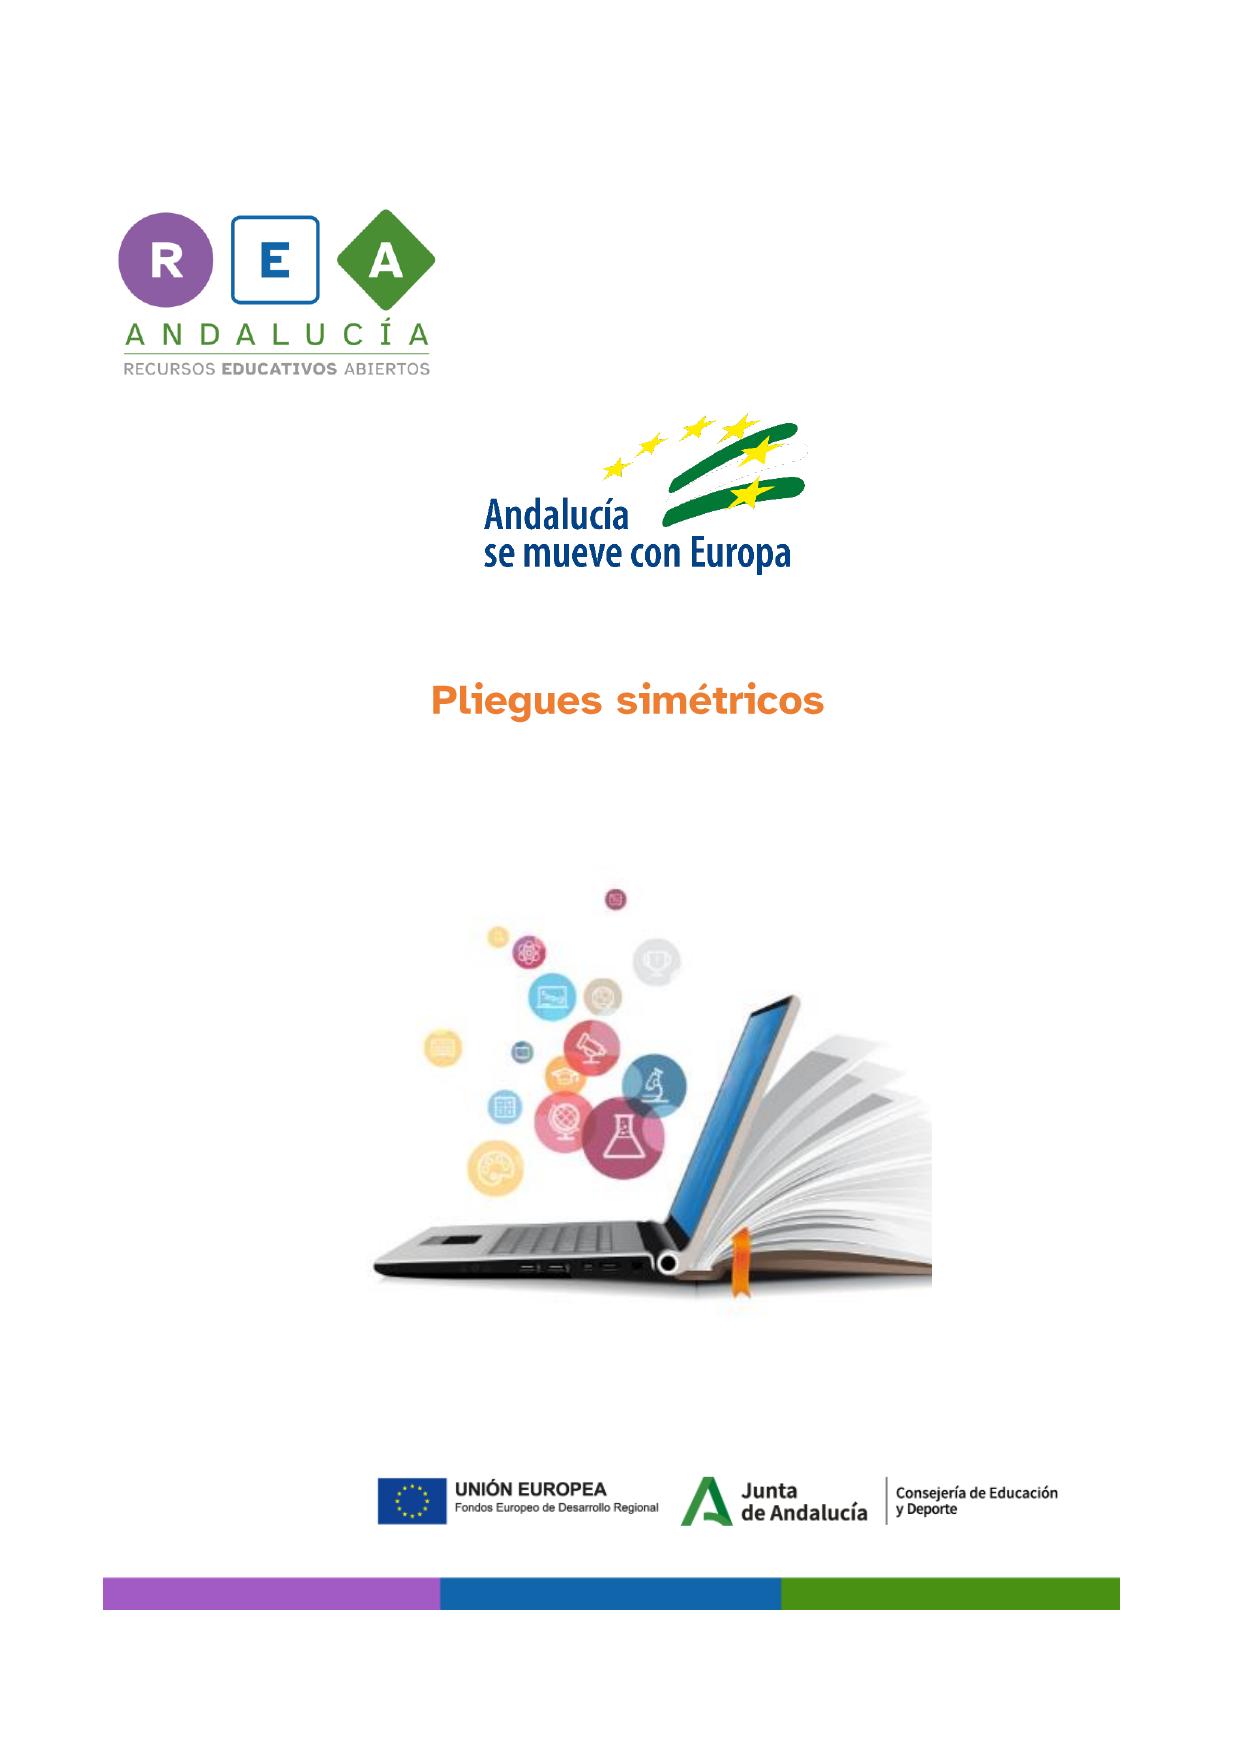 R E A
ANDALUCÍA
RECURSOS EDUCATIVOS ABIERTOS
Andalucía
se mueve con Europa
Pliegues simétricos
UNIÓN EUROPEA
Fondos Europeo de Desarrollo Regional
Junta
de Andalucía
Consejería de Educación
y Deporte